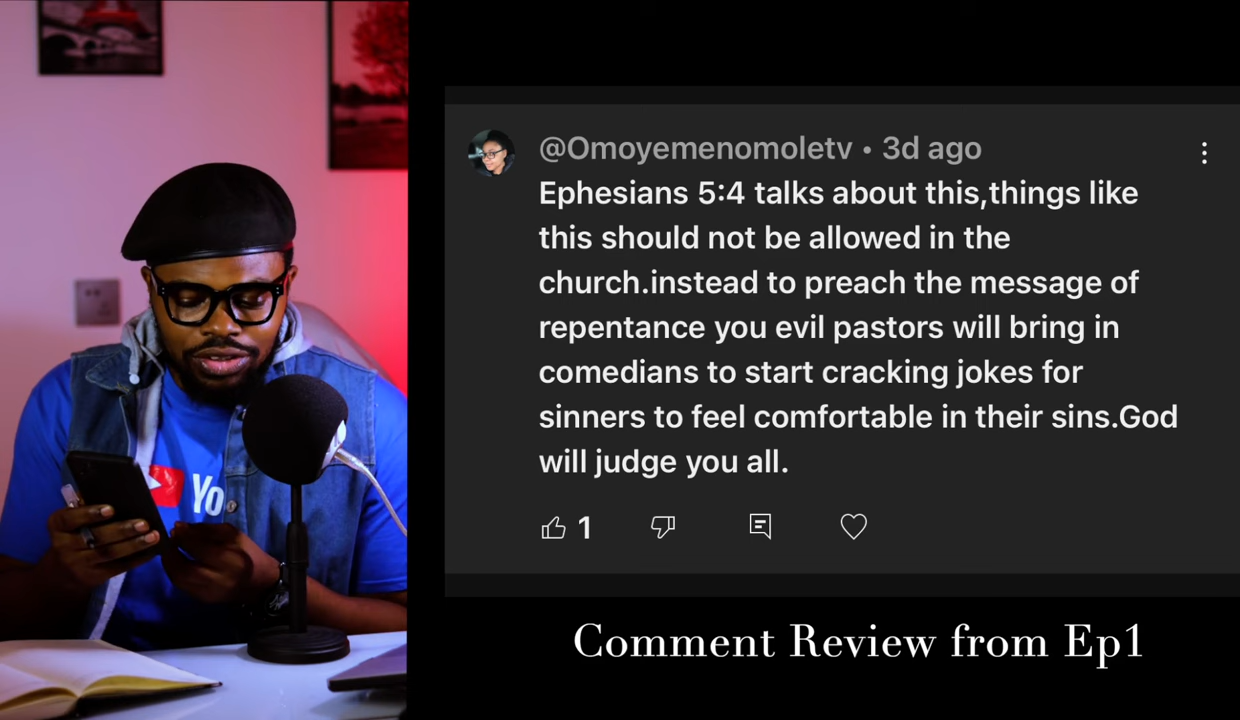 @Omoyemenomoletv • 3d ago
Ephesians 5:4 talks about this,things like
this should not be allowed in the
church.instead to preach the message of
repentance you evil pastors will bring in
comedians to start cracking jokes for
sinners to feel comfortable in their sins.God
will judge you all.
1
Yo
Comment Review from Ep1